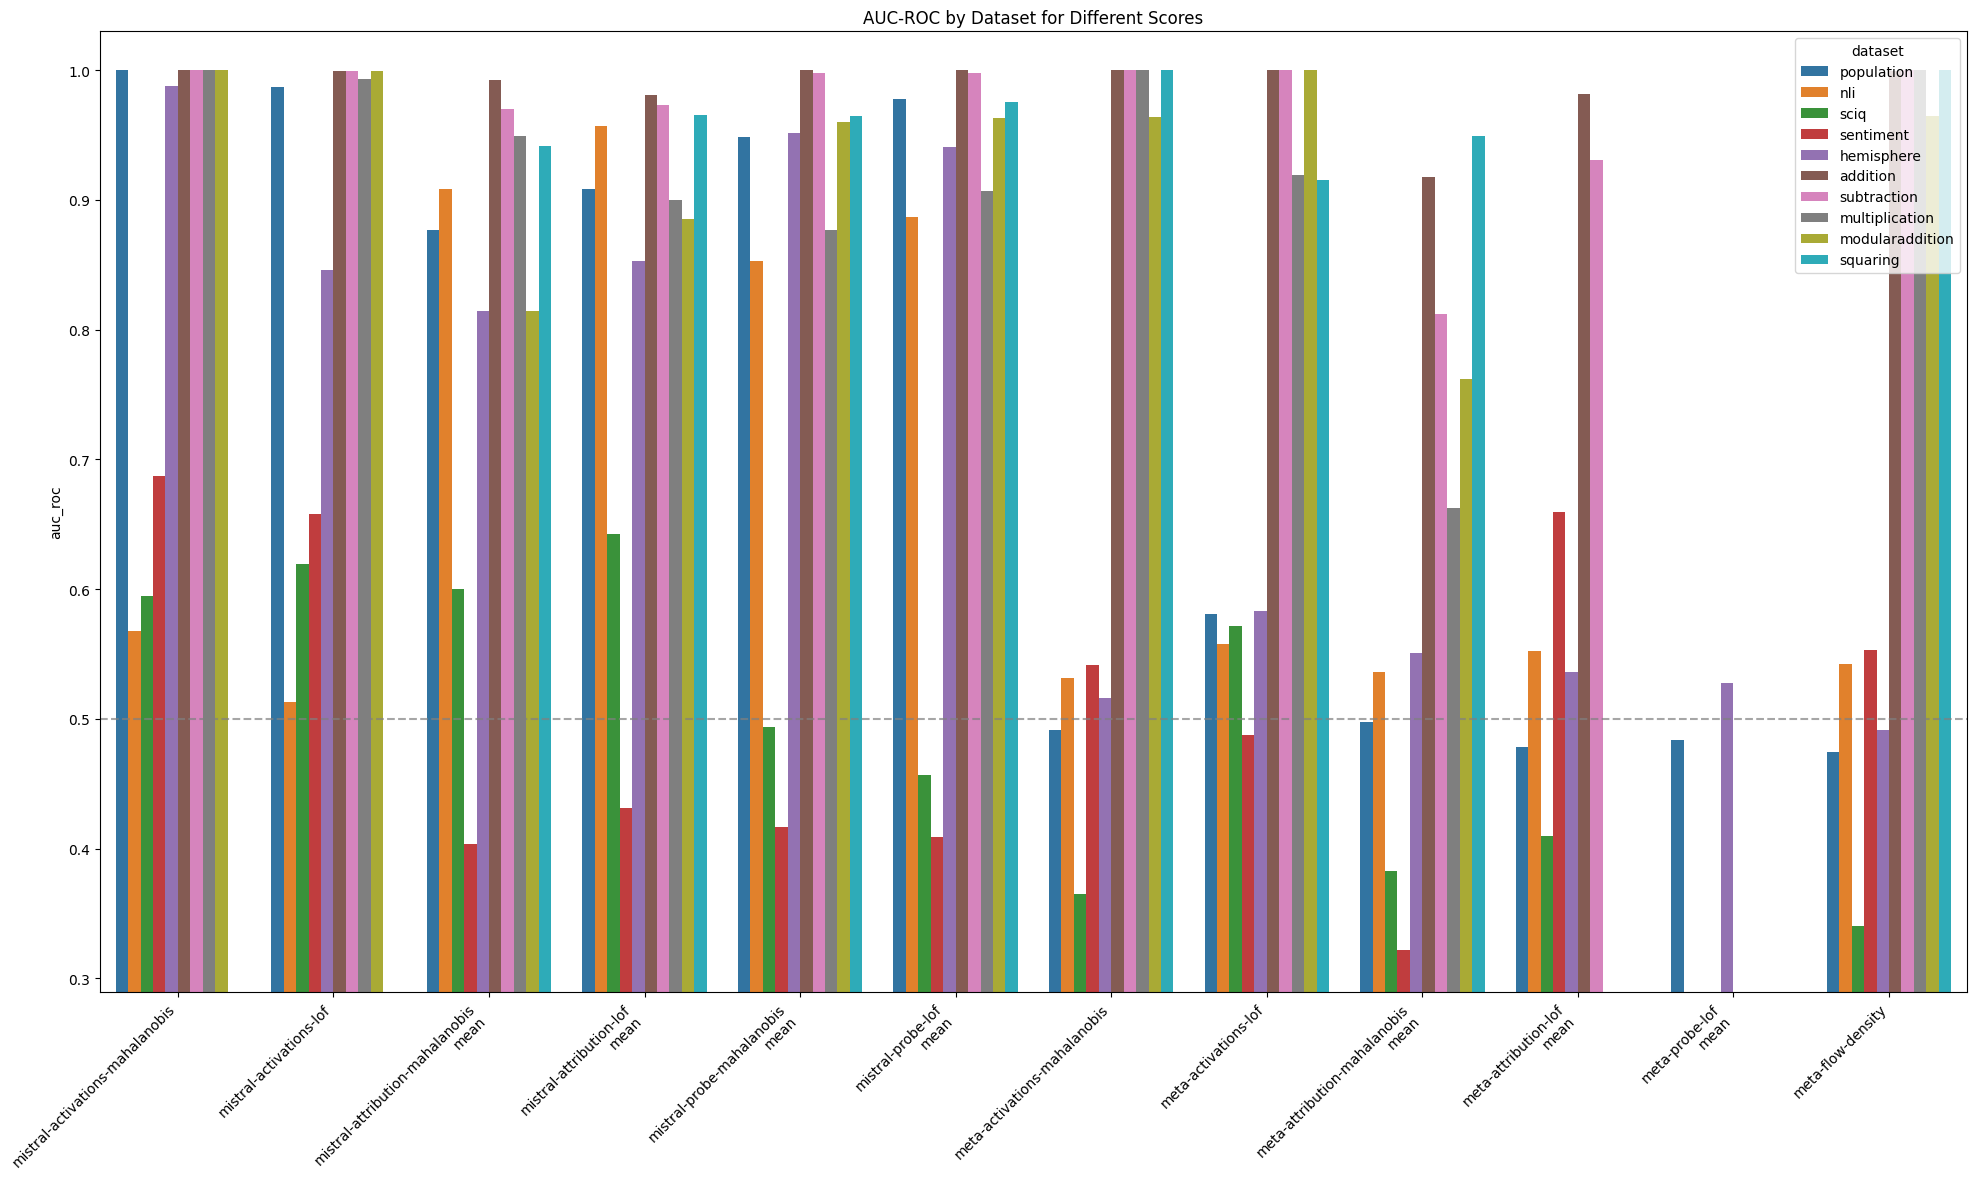 AUC-ROC by Dataset for Different Scores
dataset
population
nli
sciq
sentiment
hemisphere
addition
subtraction
multiplication
modularaddition
squaring
1.0
0.9
0.8
0.7
0.6
0.5
0.4
0.3
auc_roc
mistral-activations-mahalanobis
mistral-activations-lof
mistral-attribution-mahalanobis
mean
mistral-attribution-lof
mean
mistral-probe-mahalanobis
mean
mistral-probe-lof
mean
meta-activations-mahalanobis
meta-activations-lof
meta-attribution-mahalanobis
mean
meta-attribution-lof
mean
meta-probe-lof
mean
meta-flow-density